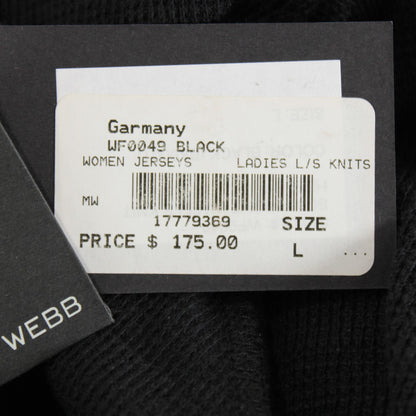 Garmany
WF0049 BLACK
WOMEN JERSEYS LADIES L/S KNITS
MW
17779369 SIZE
PRICE $ 175.00 L ...
WEBB